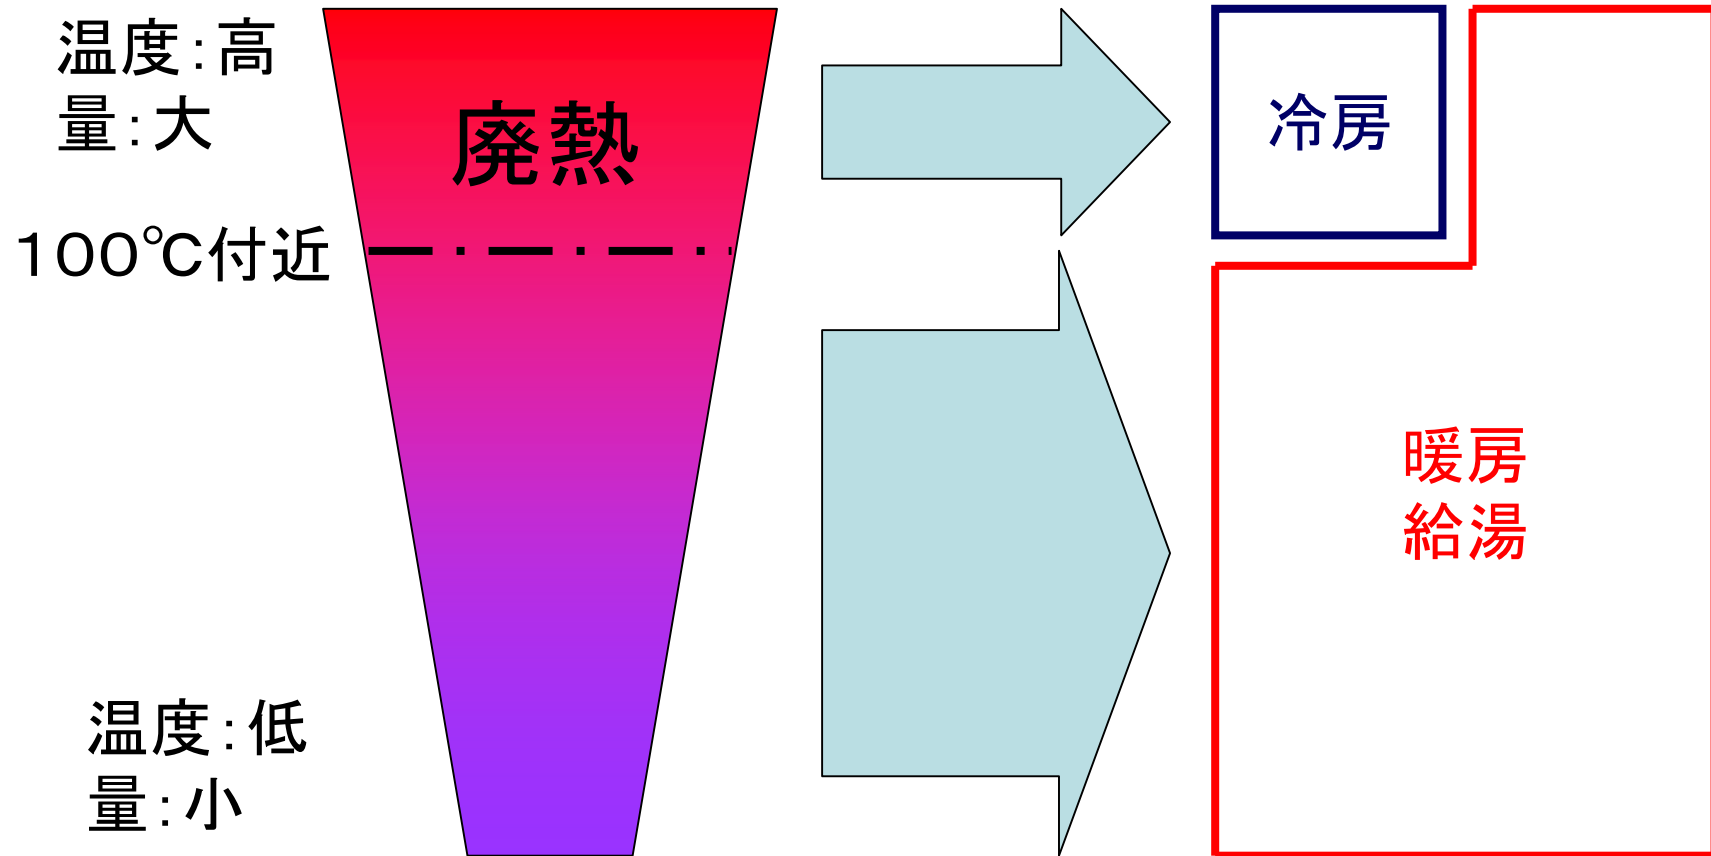 温度：高
量：大
廃熱
冷房
１００℃付近
暖房
給湯
温度：低
量：小